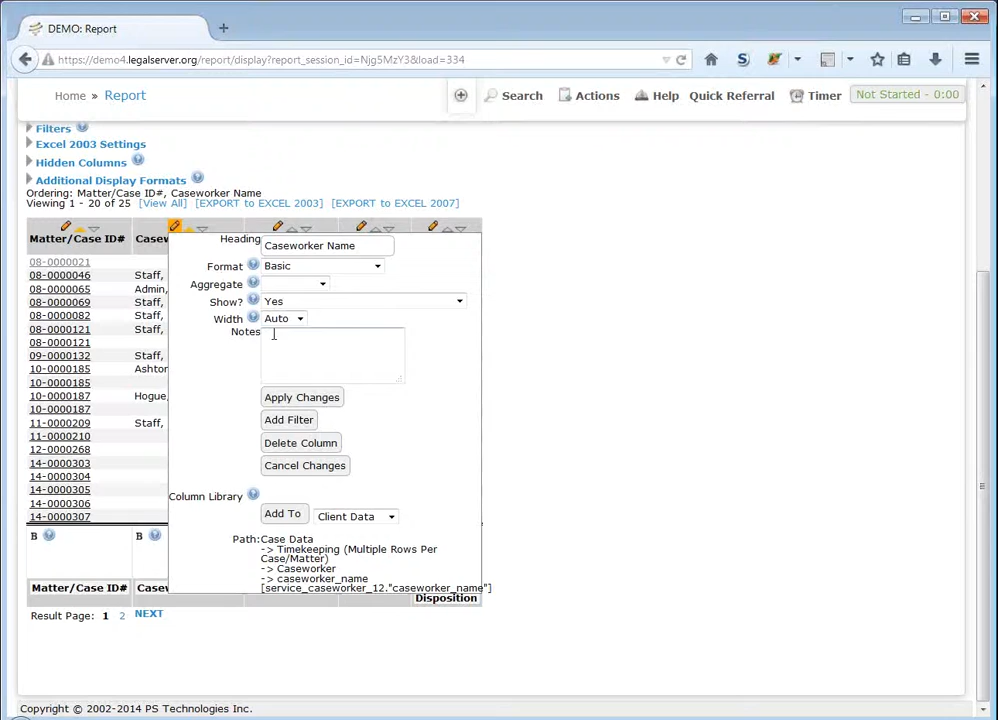 DEMO: Report
https://demo4.legalserver.org/report/display?report_session_id=Njg5MzY3&load=334
Home » Report
Search
Actions
Help
Quick Referral
Timer
Not Started - 0:00
Filters
Excel 2003 Settings
Hidden Columns
Additional Display Formats
Ordering: Matter/Case ID#, Caseworker Name
Viewing 1 - 20 of 25 [View All] [EXPORT to EXCEL 2003] [EXPORT to EXCEL 2007]
Matter/Case ID# Casew
08-0000021
08-0000046 Staff,
08-0000065 Admin,
08-0000069 Staff,
08-0000082 Staff,
08-0000121 Staff,
08-0000121
09-0000132 Staff,
10-0000185 Ashton
10-0000185
10-0000187 Hogue,
10-0000187
11-0000209 Staff,
11-0000210
12-0000268
14-0000303
14-0000304
14-0000305
14-0000306
14-0000307
B B
Matter/Case ID# Casew
Disposition
Heading Caseworker Name
Format Basic
Aggregate
Show? Yes
Width Auto
Notes
Apply Changes
Add Filter
Delete Column
Cancel Changes
Column Library
Add To Client Data
Path:Case Data
-> Timekeeping (Multiple Rows Per
Case/Matter)
-> Caseworker
-> caseworker_name
[service_caseworker_12."caseworker_name"]
Result Page: 1 2 NEXT
Copyright © 2002-2014 PS Technologies Inc.